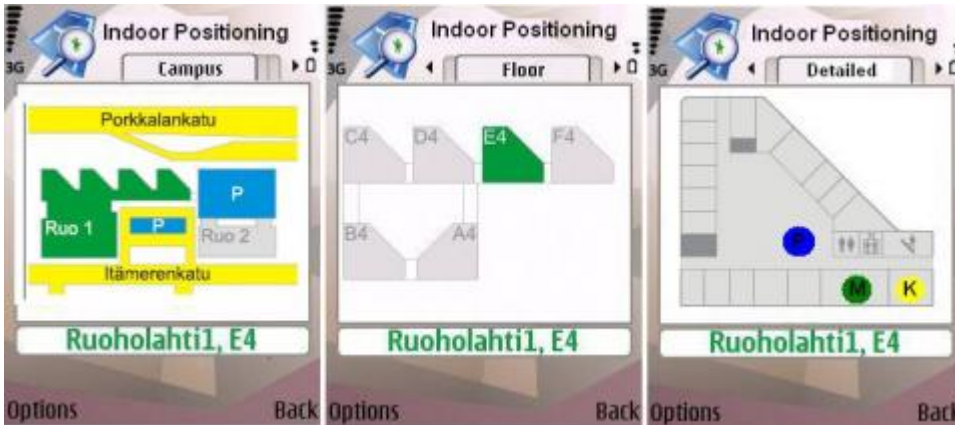 Indoor Positioning
3G
Campus
Porkkalankatu
P
Ruo 1
P
Ruo 2
Itämerenkatu
Ruoholahti1, E4
Options Back
Indoor Positioning
3G
Floor
C4 D4 E4 F4
B4 A4
Ruoholahti1, E4
Options Back
Indoor Positioning
3G
Detailed
P
M K
Ruoholahti1, E4
Options Back